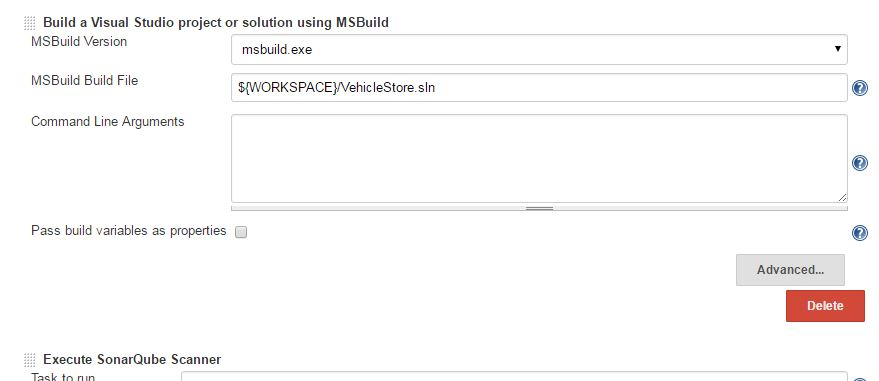 Build a Visual Studio project or solution using MSBuild
MSBuild Version
msbuild.exe
MSBuild Build File
${WORKSPACE}/VehicleStore.sln
Command Line Arguments
Pass build variables as properties
Advanced...
Delete
Execute SonarQube Scanner
Task to run